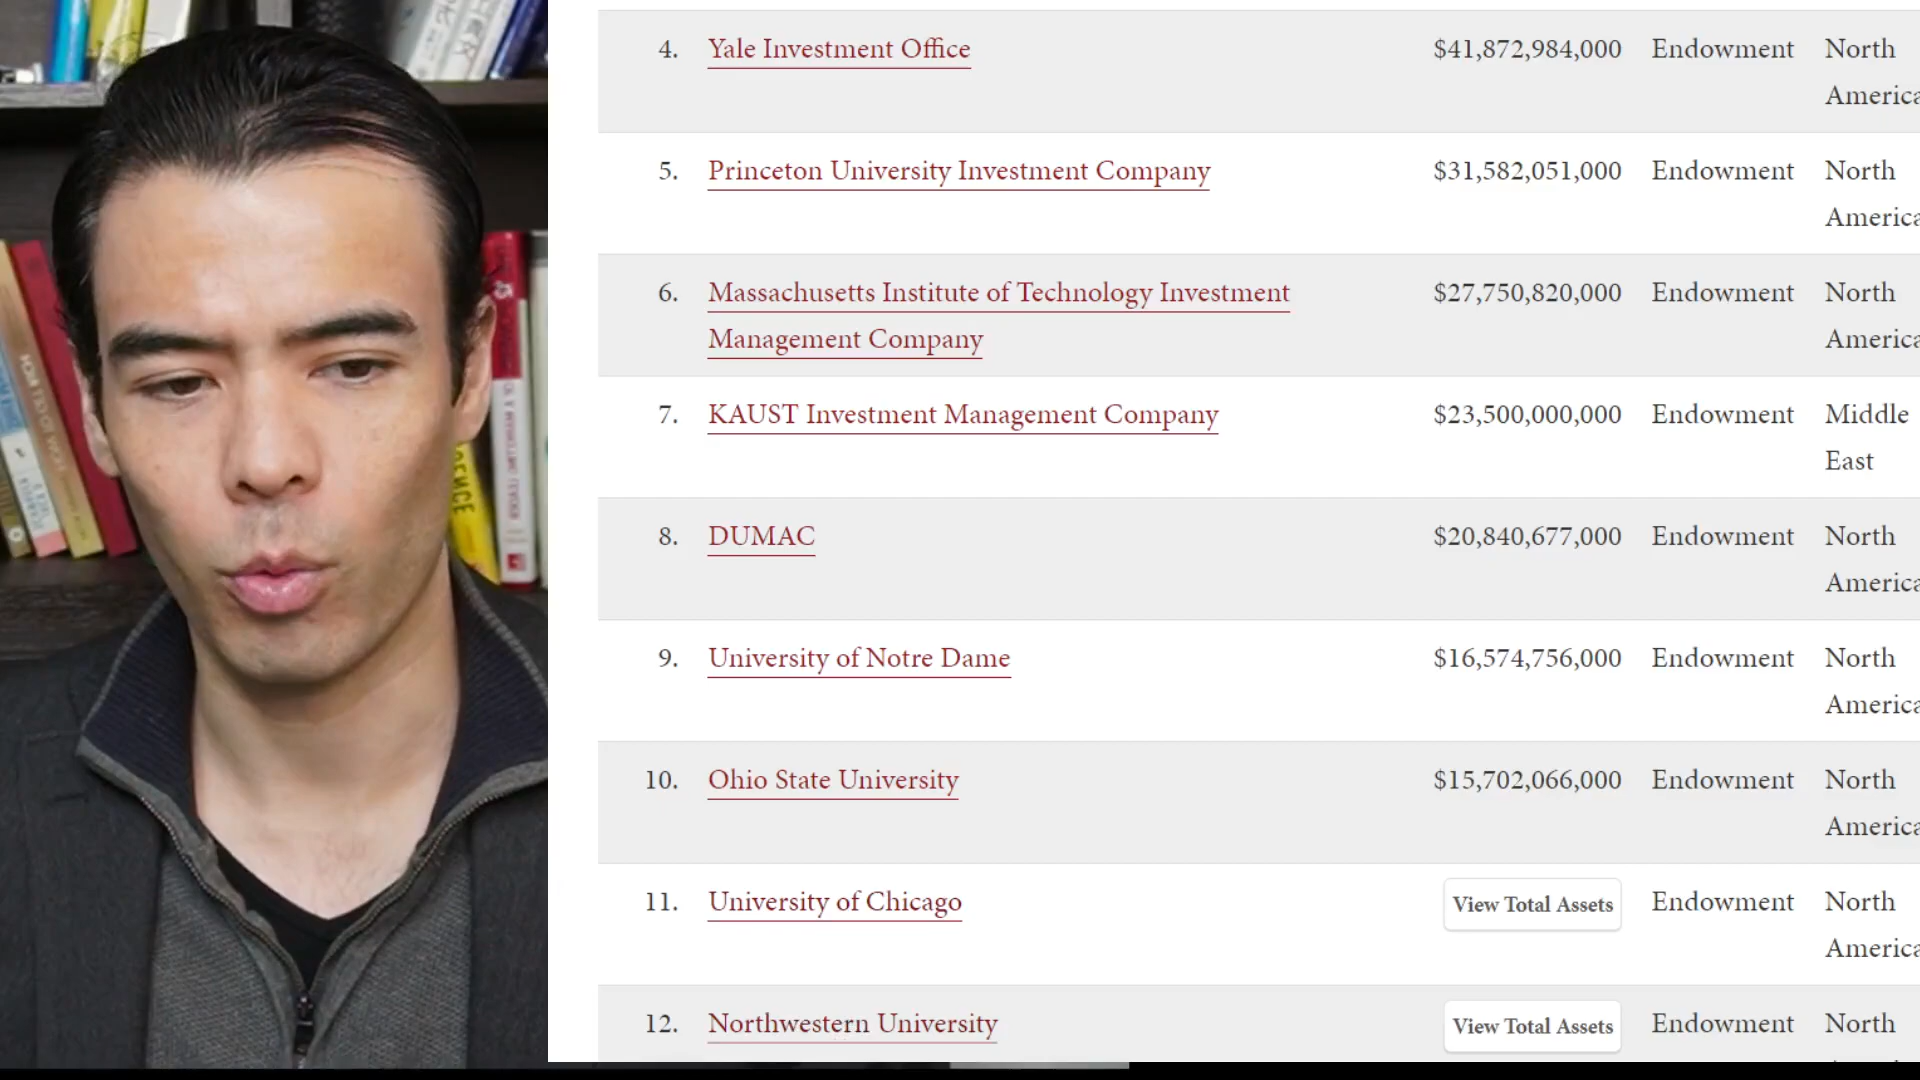 4. Yale Investment Office $41,872,984,000 Endowment North
America
5. Princeton University Investment Company $31,582,051,000 Endowment North
America
6. Massachusetts Institute of Technology Investment $27,750,820,000 Endowment North
Management Company America
7. KAUST Investment Management Company $23,500,000,000 Endowment Middle
East
8. DUMAC $20,840,677,000 Endowment North
America
9. University of Notre Dame $16,574,756,000 Endowment North
America
10. Ohio State University $15,702,066,000 Endowment North
America
11. University of Chicago View Total Assets Endowment North
America
12. Northwestern University View Total Assets Endowment North